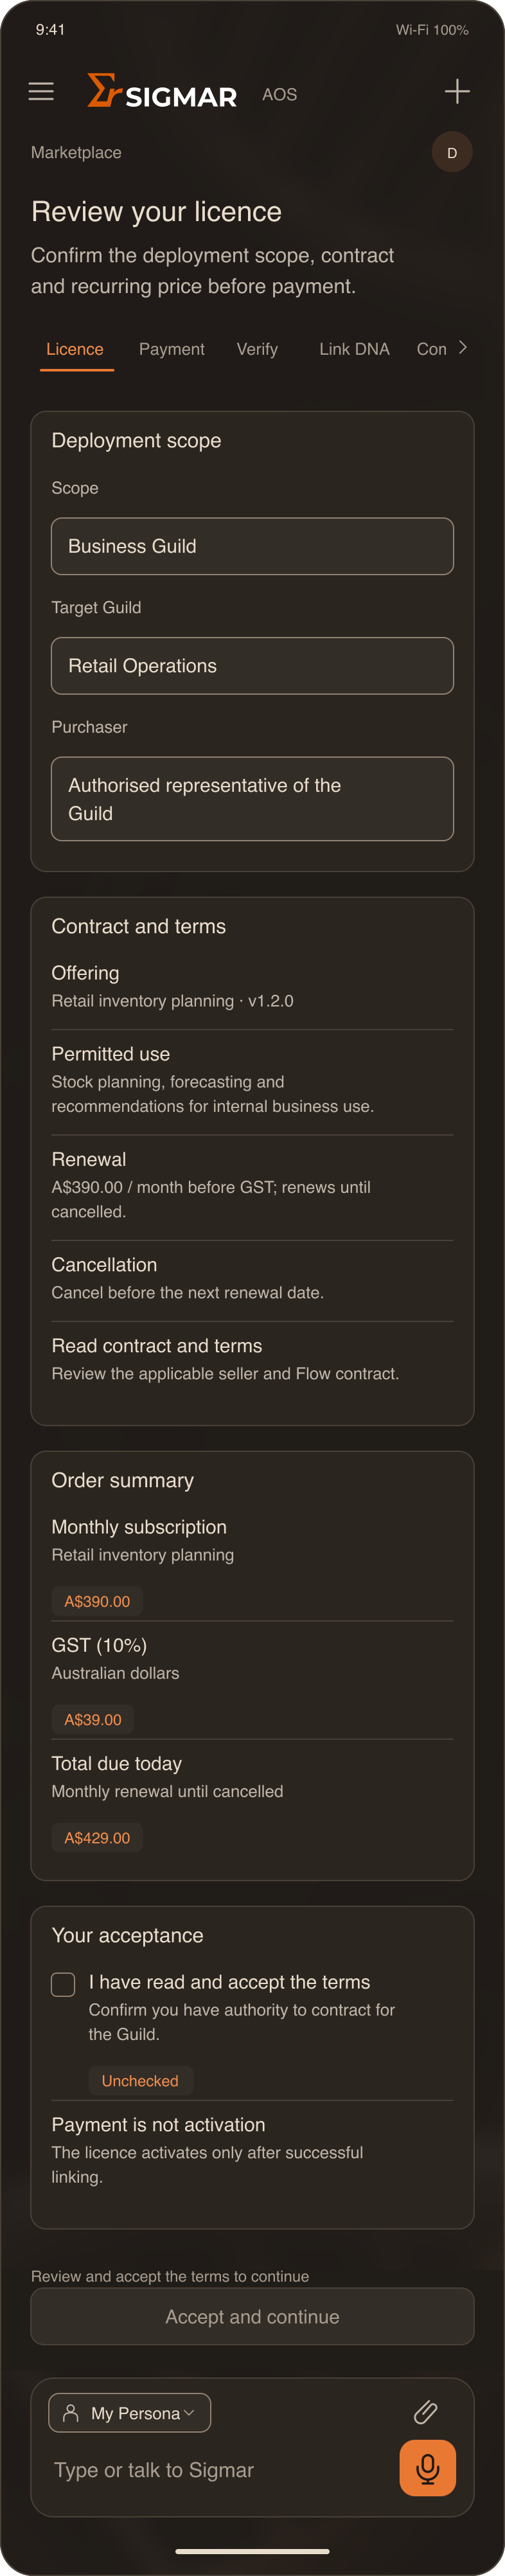 9:41
Wi-Fi 100%
SIGMAR AOS
Marketplace
D
Review your licence
Confirm the deployment scope, contract
and recurring price before payment.
Licence Payment Verify Link DNA Con
Deployment scope
Scope
Business Guild
Target Guild
Retail Operations
Purchaser
Authorised representative of the
Guild
Contract and terms
Offering
Retail inventory planning · v1.2.0
Permitted use
Stock planning, forecasting and
recommendations for internal business use.
Renewal
A$390.00 / month before GST; renews until
cancelled.
Cancellation
Cancel before the next renewal date.
Read contract and terms
Review the applicable seller and Flow contract.
Order summary
Monthly subscription
Retail inventory planning
A$390.00
GST (10%)
Australian dollars
A$39.00
Total due today
Monthly renewal until cancelled
A$429.00
Your acceptance
I have read and accept the terms
Confirm you have authority to contract for
the Guild.
Unchecked
Payment is not activation
The licence activates only after successful
linking.
Review and accept the terms to continue
Accept and continue
My Persona
Type or talk to Sigmar